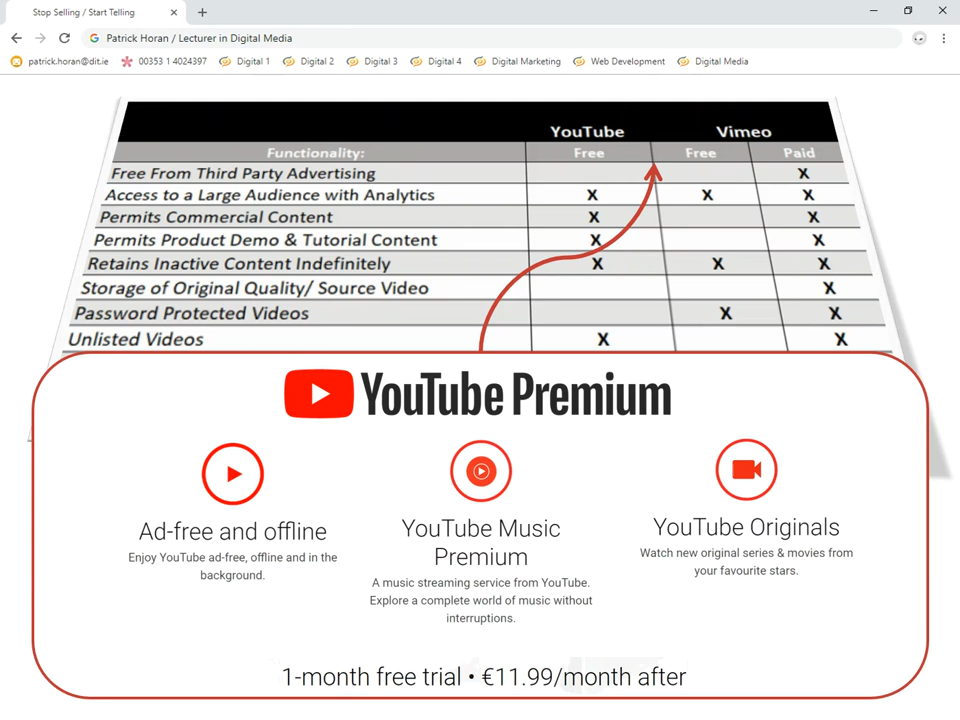 Stop Selling / Start Telling
Patrick Horan / Lecturer in Digital Media
patrick.horan@dit.ie 00353 1 4024397 Digital 1 Digital 2 Digital 3 Digital 4 Digital Marketing Web Development Digital Media
YouTube Vimeo
Functionality: Free Free Paid
Free From Third Party Advertising X
Access to a Large Audience with Analytics X X X
Permits Commercial Content X X
Permits Product Demo & Tutorial Content X X
Retains Inactive Content Indefinitely X X X
Storage of Original Quality/ Source Video X
Password Protected Videos X X
Unlisted Videos X X
YouTube Premium
Ad-free and offline
Enjoy YouTube ad-free, offline and in the
background.
YouTube Music
Premium
A music streaming service from YouTube.
Explore a complete world of music without
interruptions.
YouTube Originals
Watch new original series & movies from
your favourite stars.
1-month free trial • €11.99/month after